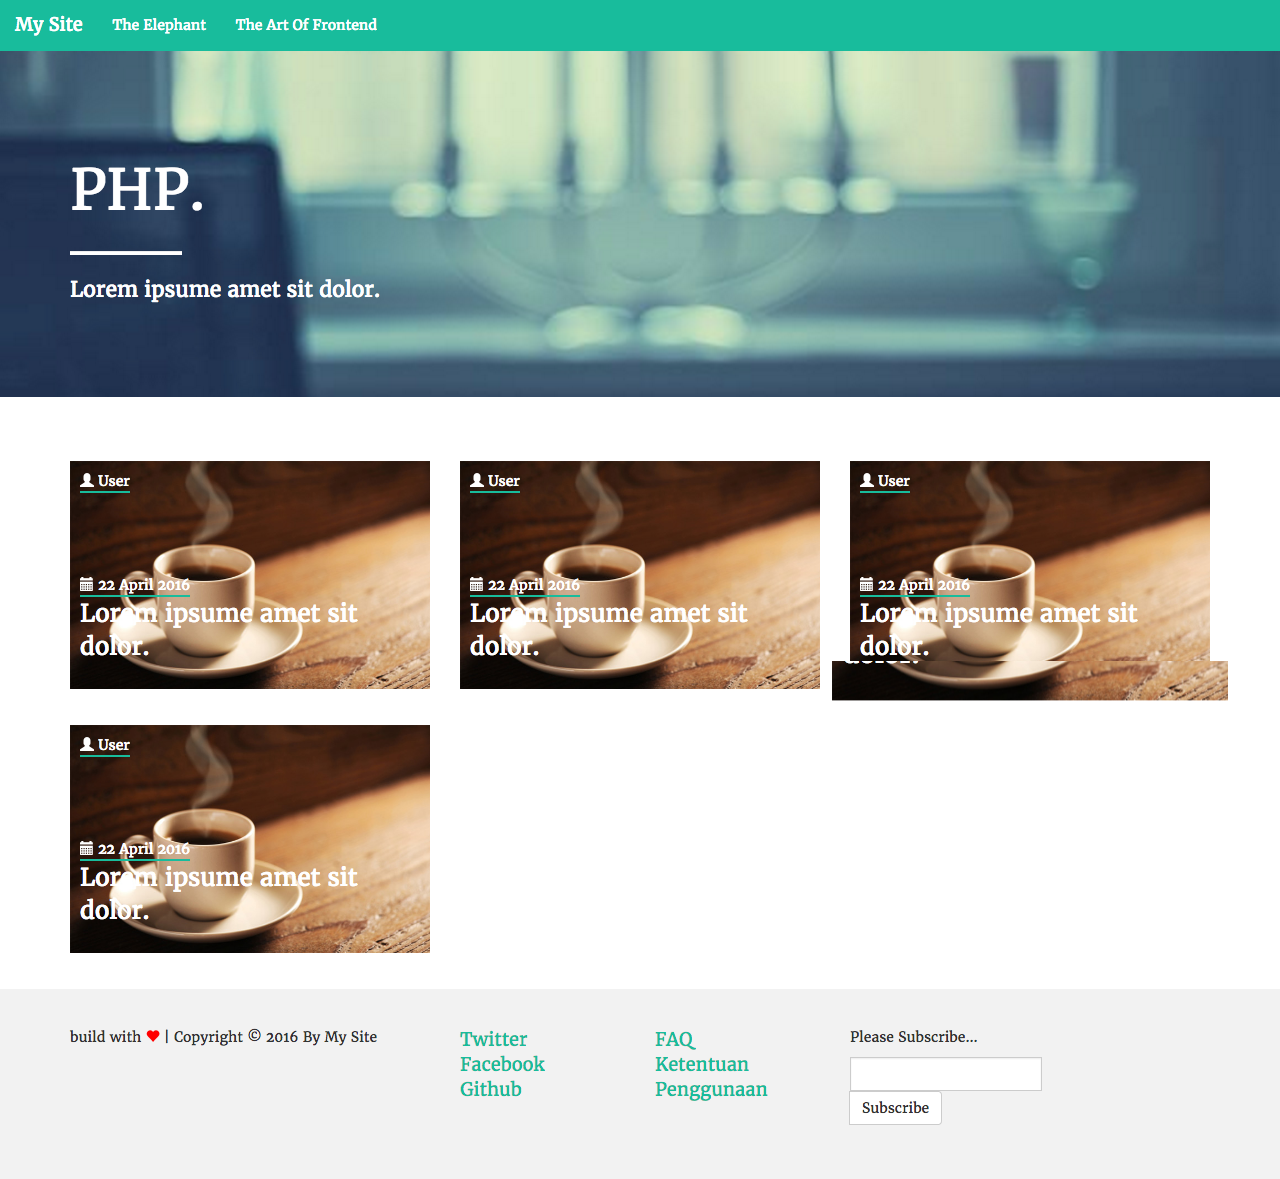 My Site The Elephant The Art Of Frontend
PHP.
Lorem ipsume amet sit dolor.
User
22 April 2016
Lorem ipsume amet sit
dolor.
User
22 April 2016
Lorem ipsume amet sit
dolor.
User
22 April 2016
Lorem ipsume amet sit
dolor.
dolor.
User
22 April 2016
Lorem ipsume amet sit
dolor.
build with ♥ | Copyright © 2016 By My Site
Twitter
Facebook
Github
FAQ
Ketentuan
Penggunaan
Please Subscribe...
Subscribe